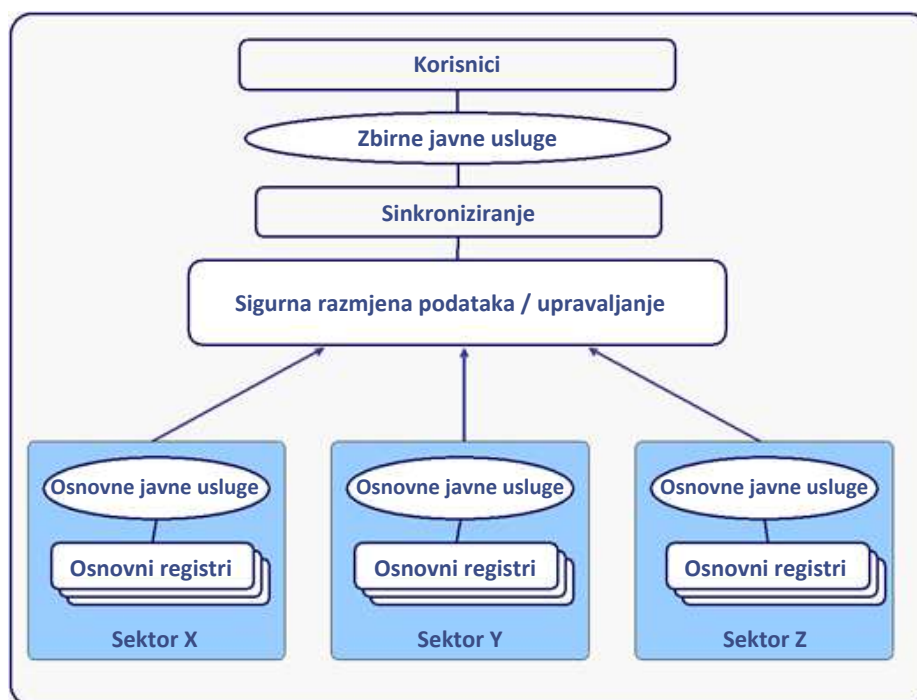 Korisnici
Zbirne javne usluge
Sinkroniziranje
Sigurna razmjena podataka / upravaljanje
Osnovne javne usluge
Osnovni registri
Sektor X
Osnovne javne usluge
Osnovni registri
Sektor Y
Osnovne javne usluge
Osnovni registri
Sektor Z